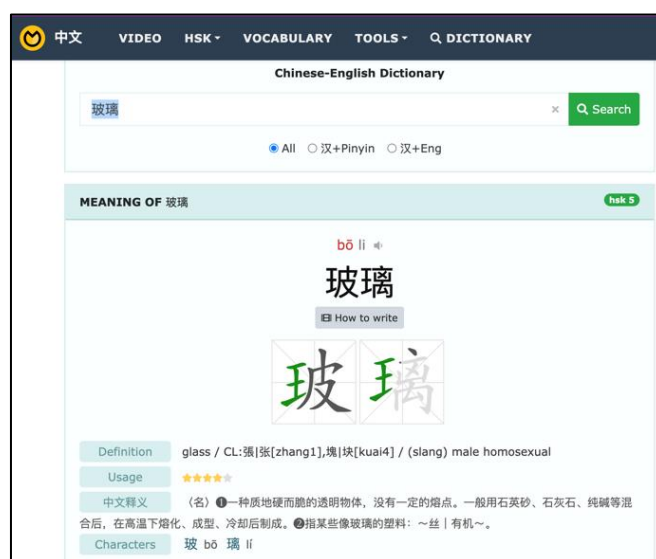 中文 VIDEO HSK VOCABULARY TOOLS DICTIONARY
Chinese-English Dictionary
玻璃 × Search
All 汉+Pinyin 汉+Eng
MEANING OF 玻璃 hsk 5
bō li
玻璃
How to write
玻璃
Definition glass / CL:張|张[zhang1],塊|块[kuai4] / (slang) male homosexual
Usage
中文释义 （名）❶一种质地硬而脆的透明物体，没有一定的熔点。一般用石英砂、石灰石、纯碱等混
合后，在高温下熔化、成型、冷却后制成。❷指某些像玻璃的塑料：～丝｜有机～。
Characters 玻 bō 璃 lí